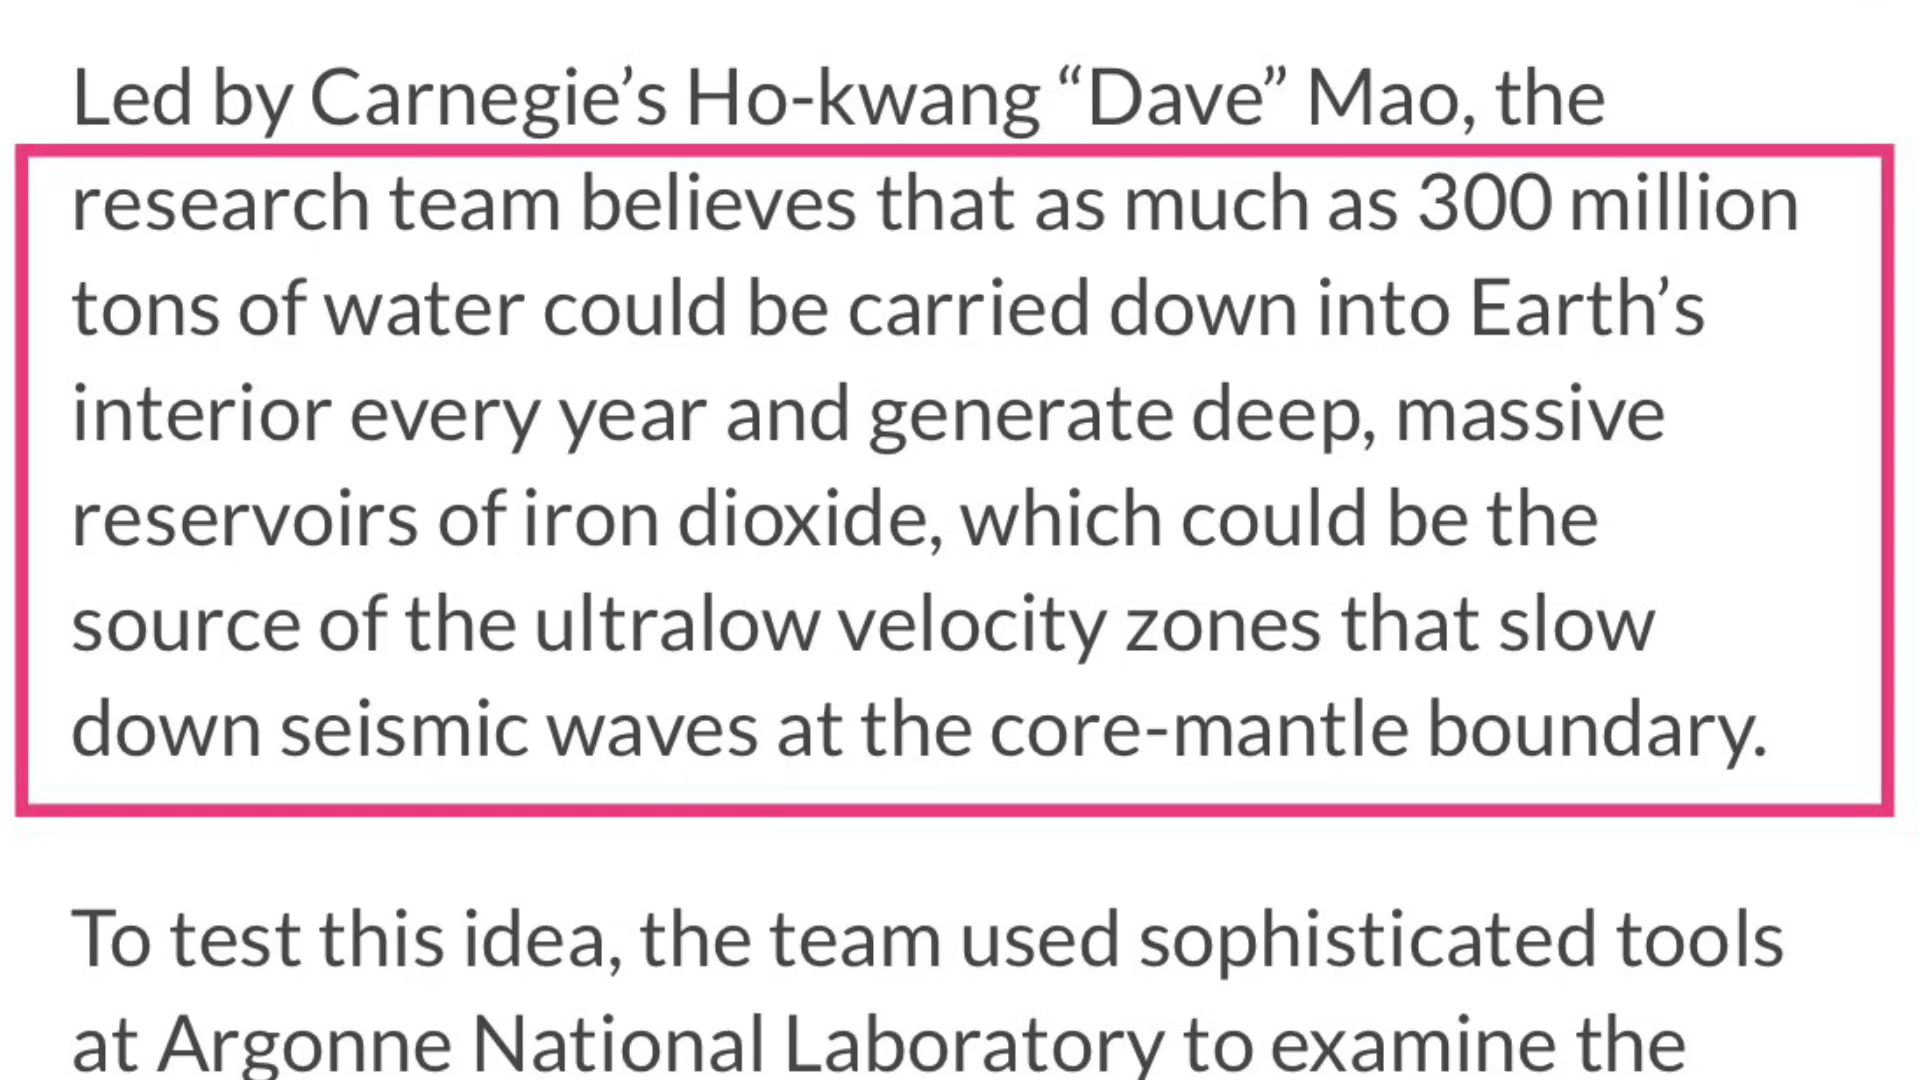 Led by Carnegie’s Ho-kwang “Dave” Mao, the
research team believes that as much as 300 million
tons of water could be carried down into Earth’s
interior every year and generate deep, massive
reservoirs of iron dioxide, which could be the
source of the ultralow velocity zones that slow
down seismic waves at the core-mantle boundary.
To test this idea, the team used sophisticated tools
at Argonne National Laboratory to examine the